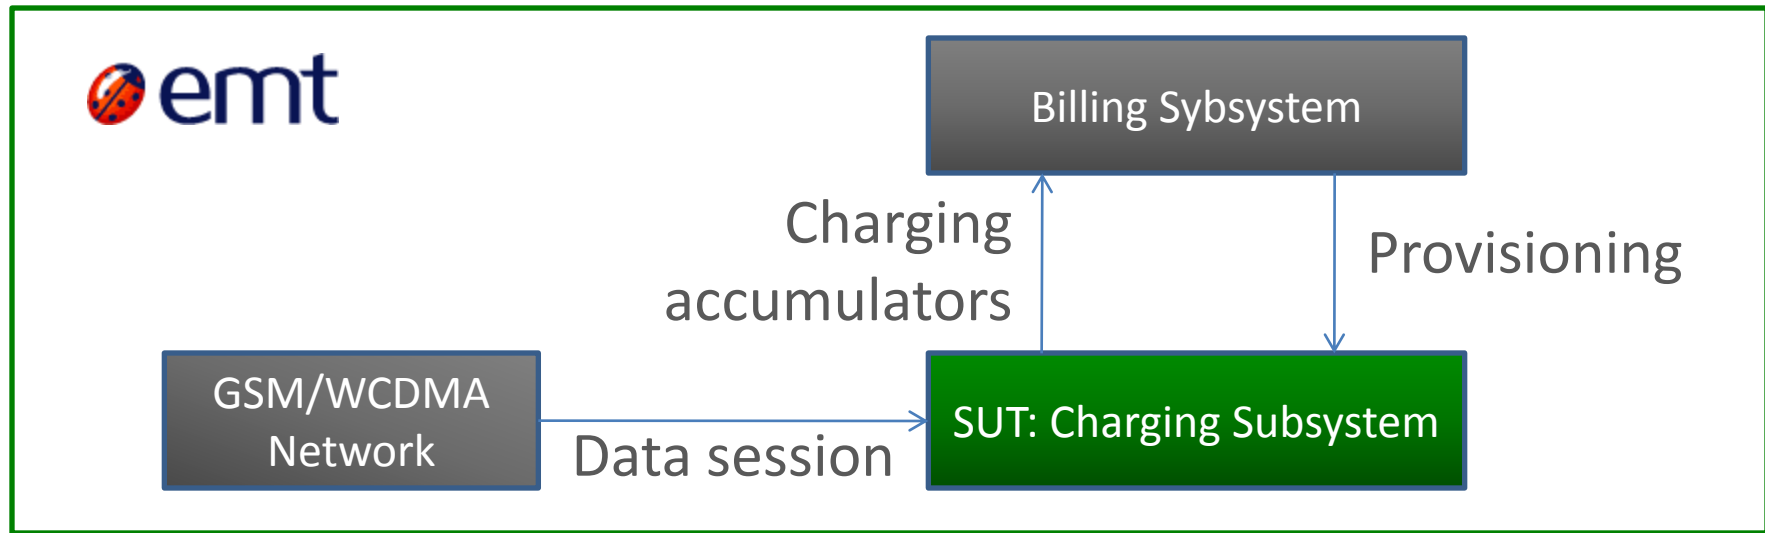 emt
Billing Sybsystem
Charging
accumulators
Provisioning
GSM/WCDMA
Network
Data session
SUT: Charging Subsystem